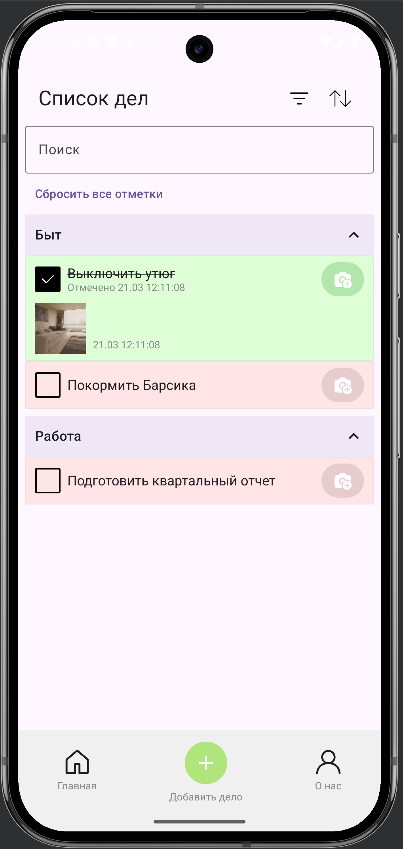 Список дел
Поиск
Сбросить все отметки
Быт
Выключить утюг
Отмечено 21.03 12:11:08
21.03 12:11:08
Покормить Барсика
Работа
Подготовить квартальный отчет
Главная
Добавить дело
О нас